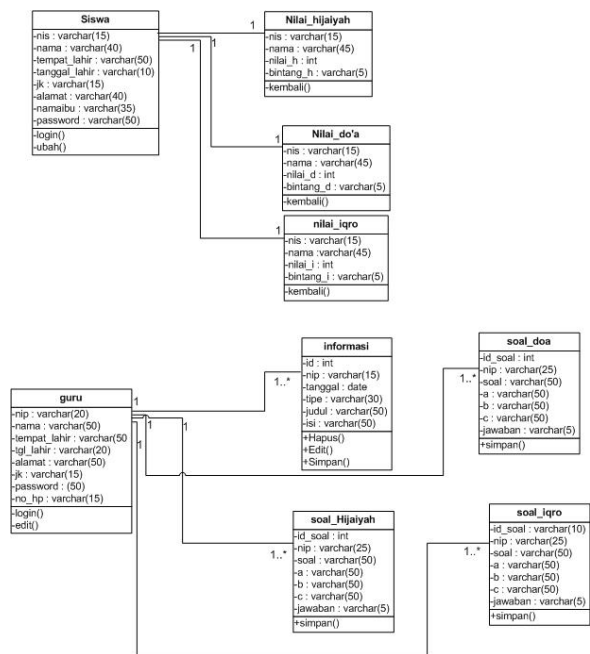 Siswa
-nis : varchar(15)
-nama : varchar(40)
-tempat_lahir : varchar(50)
-tanggal_lahir : varchar(10)
-jk : varchar(15)
-alamat : varchar(40)
-namaibu : varchar(35)
-password : varchar(50)
-login()
-ubah()
1
1
1
1
Nilai_hijaiyah
-nis : varchar(15)
-nama : varchar(45)
-nilai_h : int
-bintang_h : varchar(5)
-kembali()
1
Nilai_do'a
-nis : varchar(15)
-nama : varchar(45)
-nilai_d : int
-bintang_d : varchar(5)
-kembali()
1
nilai_iqro
-nis : varchar(15)
-nama :varchar(45)
-nilai_i : int
-bintang_i : varchar(5)
-kembali()
guru
-nip : varchar(20)
-nama : varchar(50)
-tempat_lahir : varchar(50
-tgl_lahir : varchar(20)
-alamat : varchar(50)
-jk : varchar(15)
-password : (50)
-no_hp : varchar(15)
-login()
-edit()
1
1
1
1
1..*
informasi
-id : int
-nip : varchar(15)
-tanggal : date
-tipe : varchar(30)
-judul : varchar(50)
-isi : varchar(50)
+Hapus()
+Edit()
+Simpan()
1..*
soal_doa
-id_soal : int
-nip : varchar(25)
-soal : varchar(50)
-a : varchar(50)
-b : varchar(50)
-c : varchar(50)
-jawaban : varchar(5)
+simpan()
1..*
soal_Hijaiyah
-id_soal : int
-nip : varchar(25)
-soal : varchar(50)
-a : varchar(50)
-b : varchar(50)
-c : varchar(50)
-jawaban : varchar(5)
+simpan()
1..*
soal_iqro
-id_soal : varchar(10)
-nip : varchar(25)
-soal : varchar(50)
-a : varchar(50)
-b : varchar(50)
-c : varchar(50)
-jawaban : varchar(5)
+simpan()